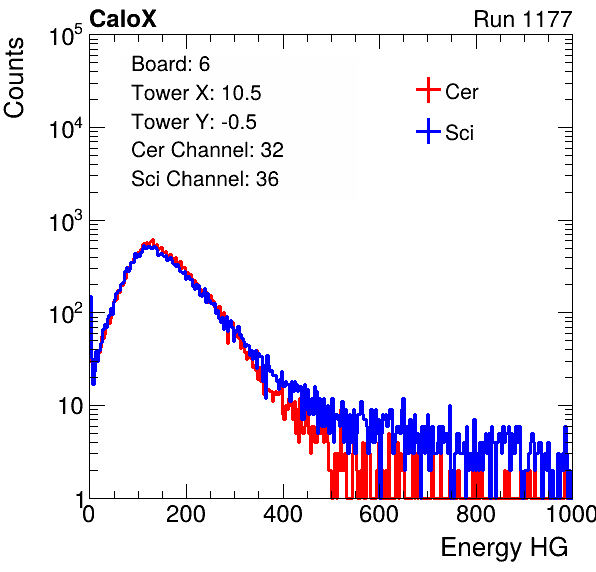 CaloX Run 1177
Counts
10^5
10^4
10^3
10^2
10
1
Board: 6
Tower X: 10.5
Tower Y: -0.5
Cer Channel: 32
Sci Channel: 36
Cer
Sci
0 200 400 600 800 1000
Energy HG